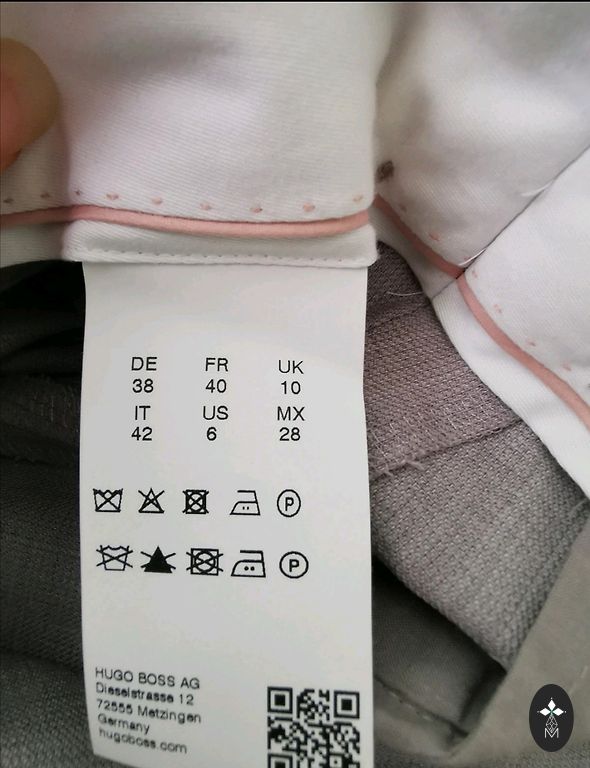 DE FR UK
38 40 10
IT US MX
42 6 28
P
P
HUGO BOSS AG
Dieselstrasse 12
72555 Metzingen
Germany
hugoboss.com
M